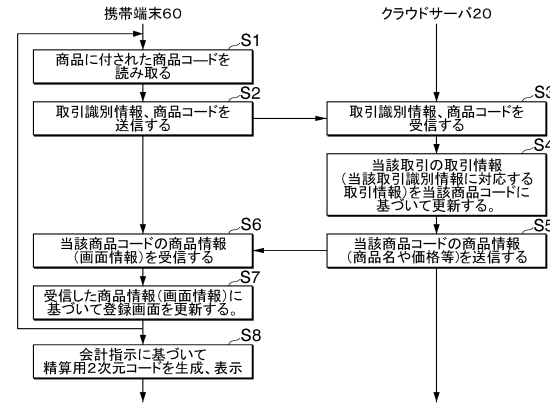 携帯端末60
クラウドサーバ20
S1
商品に付された商品コードを
読み取る
S2
取引識別情報、商品コードを
送信する
S3
取引識別情報、商品コードを
受信する
S4
当該取引の取引情報
（当該取引識別情報に対応する
取引情報）を当該商品コードに
基づいて更新する。
S5
当該商品コードの商品情報
（商品名や価格等）を送信する
S6
当該商品コードの商品情報
（画面情報）を受信する
S7
受信した商品情報（画面情報）に
基づいて登録画面を更新する。
S8
会計指示に基づいて
精算用2次元コードを生成、表示